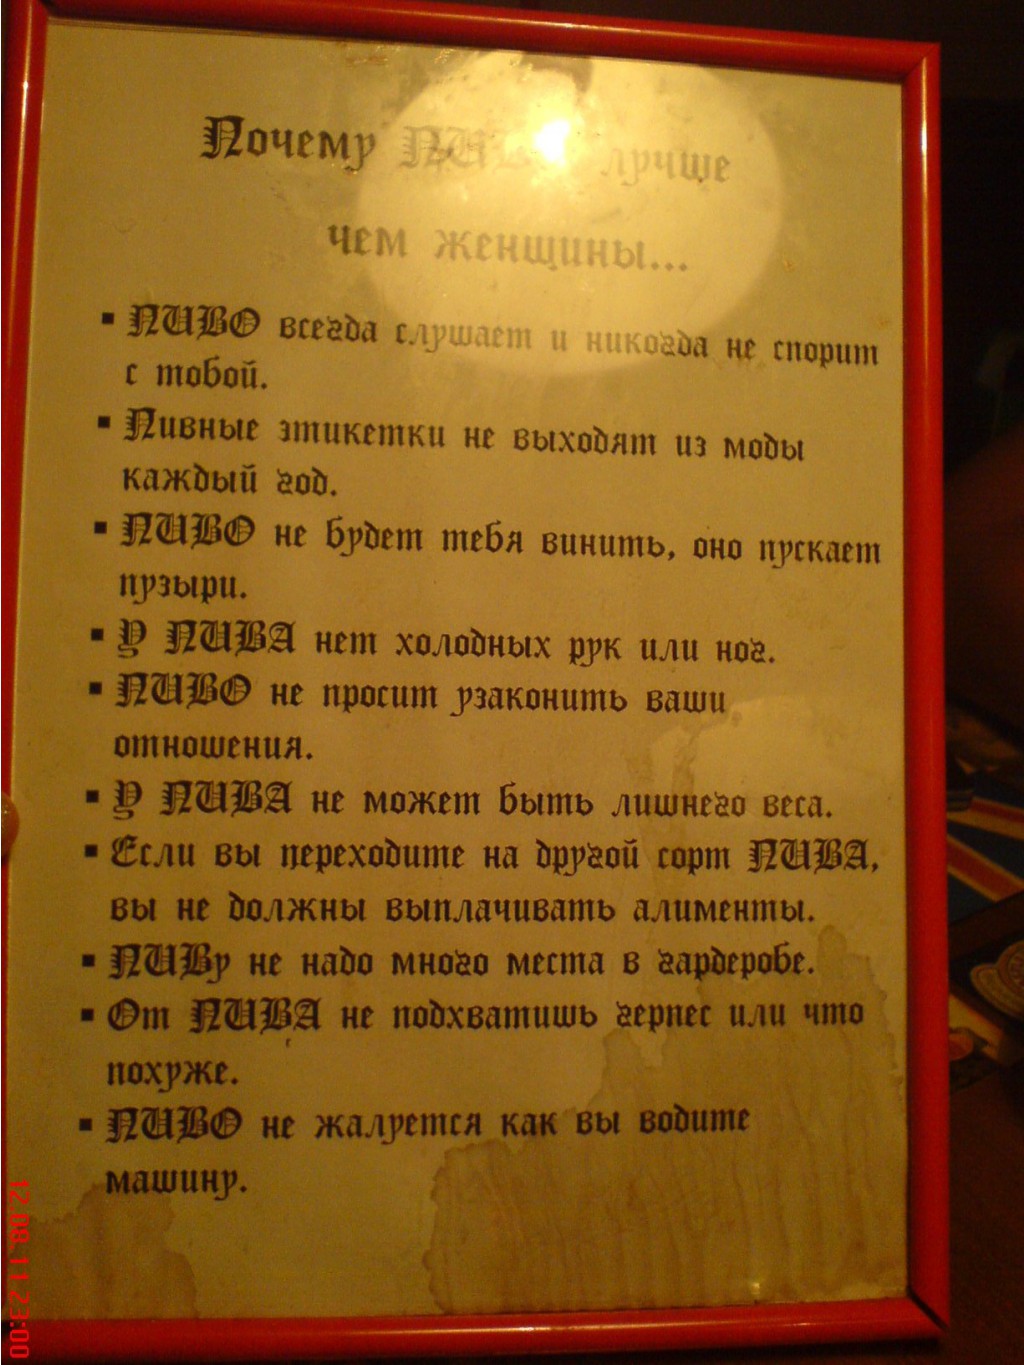 Почему ПИВО лучше
чем женщины...
▪ ПИВО всегда слушает и никогда не спорит
с тобой.
▪ Пивные этикетки не выходят из моды
каждый год.
▪ ПИВО не будет тебя винить, оно пускает
пузыри.
▪ У ПИВА нет холодных рук или ног.
▪ ПИВО не просит узаконить ваши
отношения.
▪ У ПИВА не может быть лишнего веса.
▪ Если вы переходите на другой сорт ПИВА,
вы не должны выплачивать алименты.
▪ ПИВу не надо много места в гардеробе.
▪ От ПИВА не подхватишь герпес или что
похуже.
▪ ПИВО не жалуется как вы водите
машину.
12.08.11 23:00